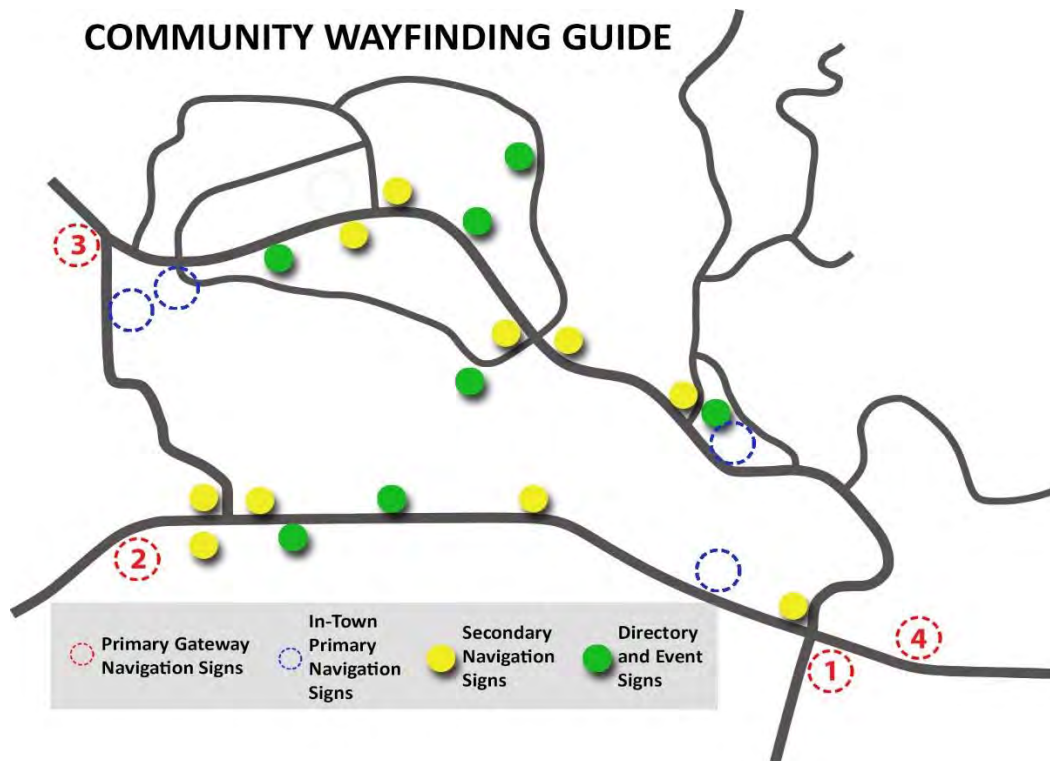 COMMUNITY WAYFINDING GUIDE
3
2
4
1
Primary Gateway
Navigation Signs
In-Town
Primary
Navigation
Signs
Secondary
Navigation
Signs
Directory
and Event
Signs